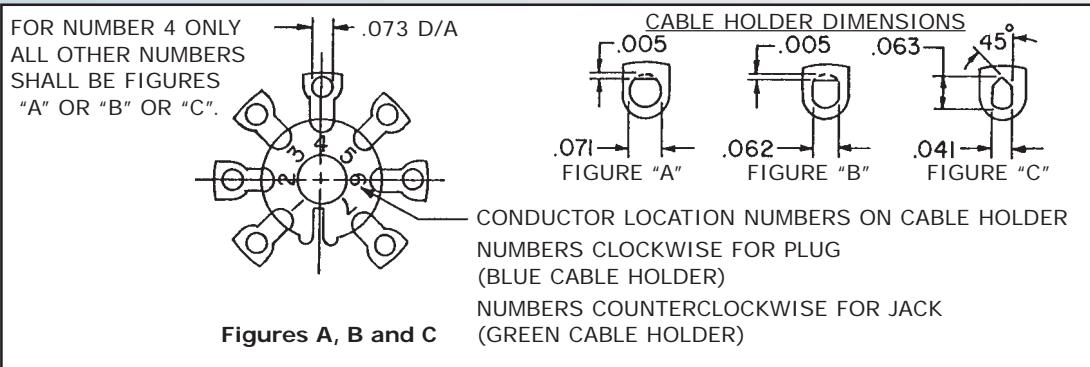 FOR NUMBER 4 ONLY
ALL OTHER NUMBERS
SHALL BE FIGURES
"A" OR "B" OR "C".
.073 D/A
2
3
4
5
6
7
CABLE HOLDER DIMENSIONS
.005
.071
FIGURE "A"
.005
.062
FIGURE "B"
.063
45°
.041
FIGURE "C"
CONDUCTOR LOCATION NUMBERS ON CABLE HOLDER
NUMBERS CLOCKWISE FOR PLUG
(BLUE CABLE HOLDER)
NUMBERS COUNTERCLOCKWISE FOR JACK
(GREEN CABLE HOLDER)
Figures A, B and C